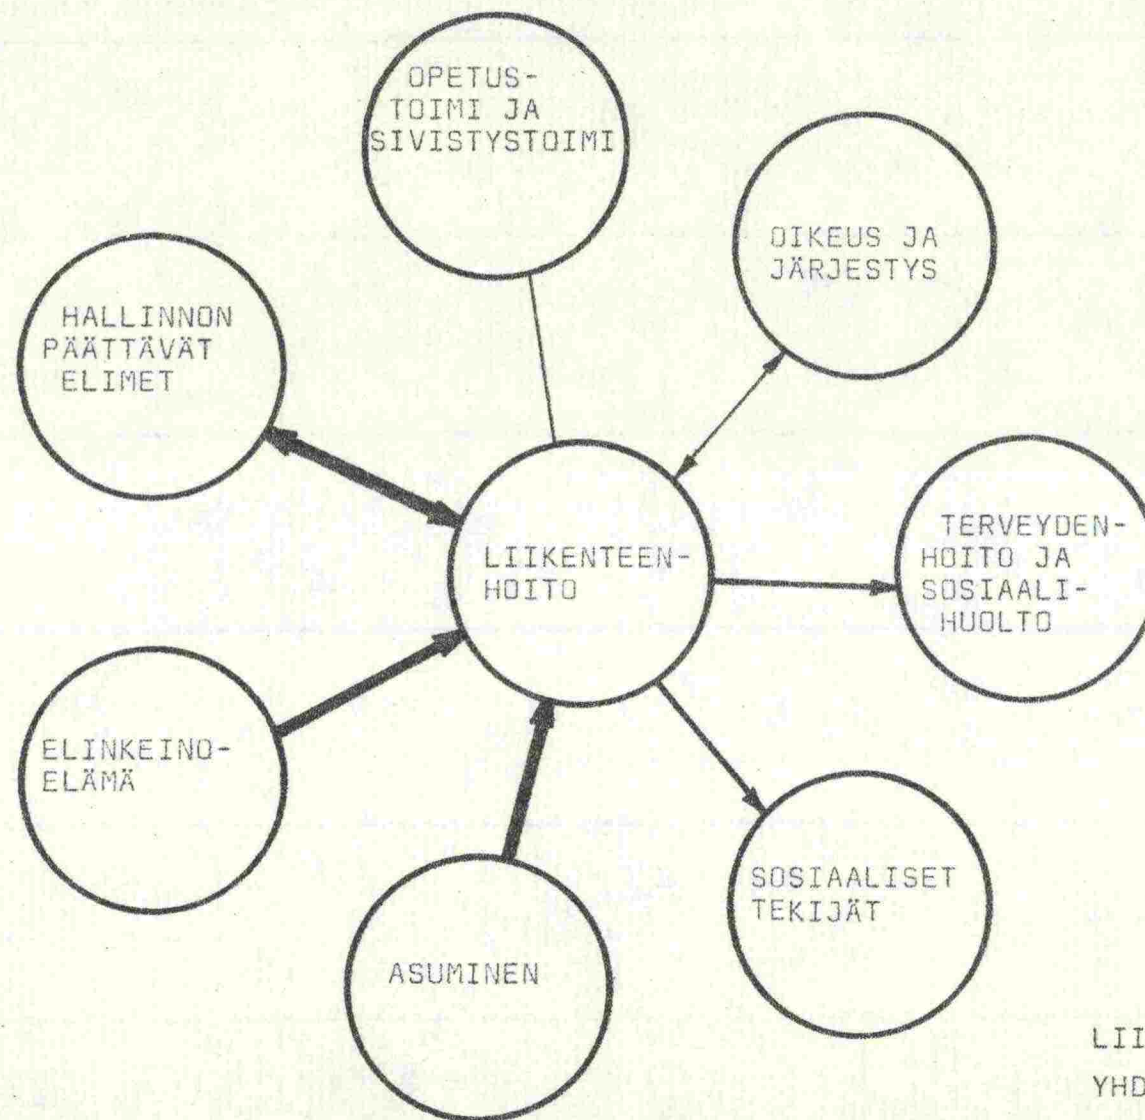 OPETUS-
TOIMI JA
SIVISTYSTOIMI
OIKEUS JA
JÄRJESTYS
HALLINNON
PÄÄTTÄVÄT
ELIMET
LIIKENTEEN-
HOITO
TERVEYDEN-
HOITO JA
SOSIAALI-
HUOLTO
ELINKEINO-
ELÄMÄ
SOSIAALISET
TEKIJÄT
ASUMINEN
LII
YHD